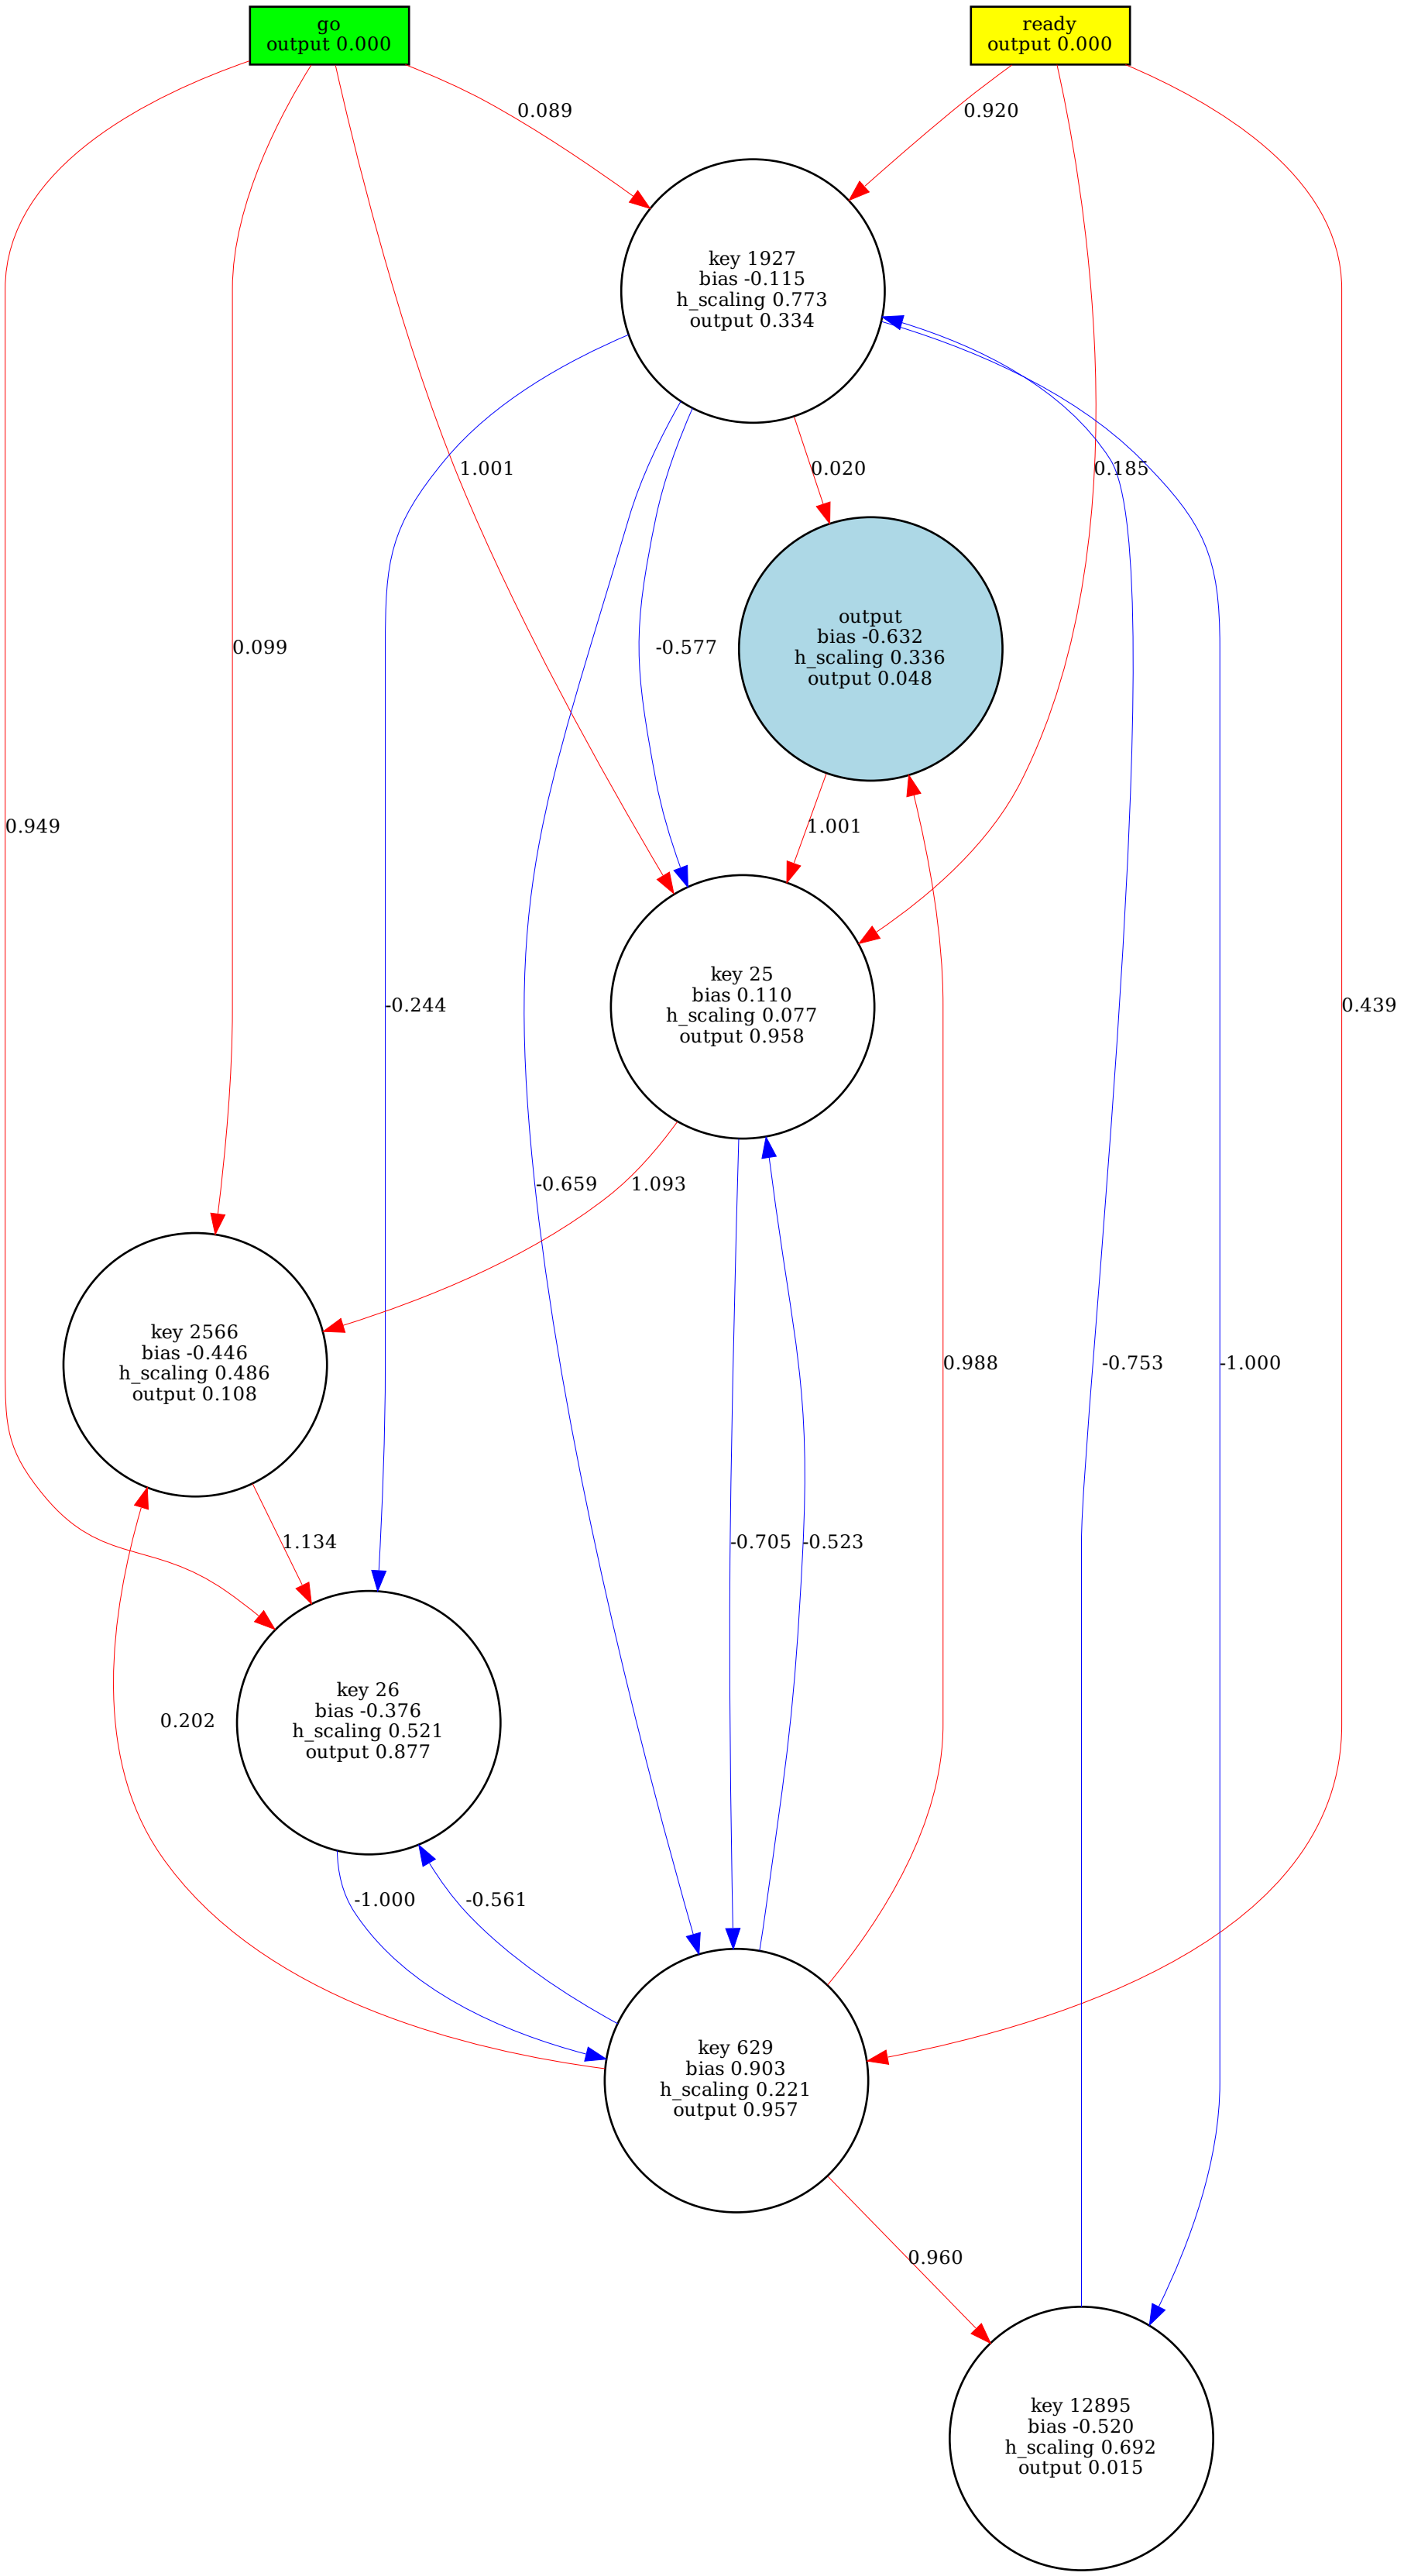 go
output 0.000
ready
output 0.000
0.089
0.920
key 1927
bias -0.115
h_scaling 0.773
output 0.334
1.001
0.020
0.185
0.099
-0.577
output
bias -0.632
h_scaling 0.336
output 0.048
0.949
1.001
-0.244
key 25
bias 0.110
h_scaling 0.077
output 0.958
0.439
-0.659
1.093
key 2566
bias -0.446
h_scaling 0.486
output 0.108
0.988
-0.753
-1.000
1.134
-0.705
-0.523
0.202
key 26
bias -0.376
h_scaling 0.521
output 0.877
-1.000
-0.561
key 629
bias 0.903
h_scaling 0.221
output 0.957
0.960
key 12895
bias -0.520
h_scaling 0.692
output 0.015